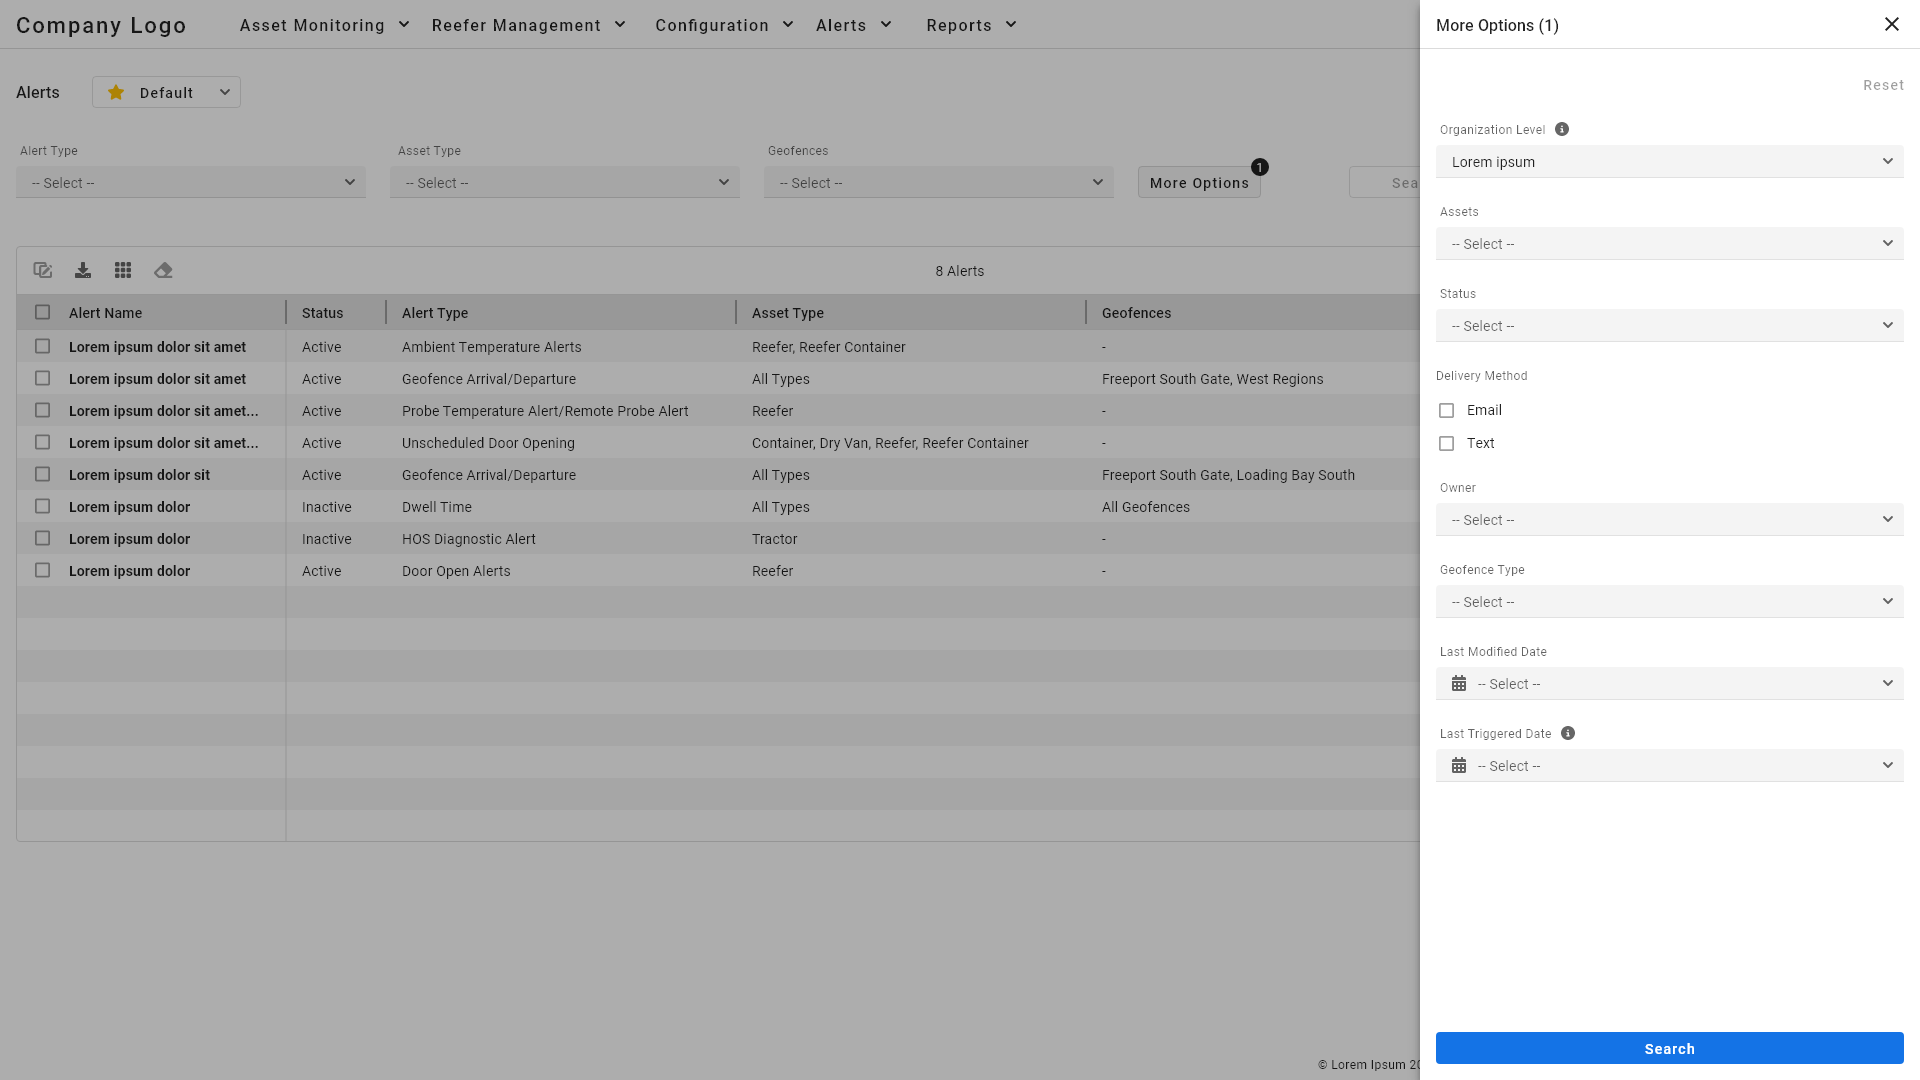 Company Logo
Asset Monitoring
Reefer Management
Configuration
Alerts
Reports
Alerts
Default
Alert Type
Asset Type
Geofences
-- Select --
-- Select --
-- Select --
More Options
1
8 Alerts
Alert Name Status Alert Type Asset Type Geofences
Lorem ipsum dolor sit amet Active Ambient Temperature Alerts Reefer, Reefer Container -
Lorem ipsum dolor sit amet Active Geofence Arrival/Departure All Types Freeport South Gate, West Regions
Lorem ipsum dolor sit amet... Active Probe Temperature Alert/Remote Probe Alert Reefer -
Lorem ipsum dolor sit amet... Active Unscheduled Door Opening Container, Dry Van, Reefer, Reefer Container -
Lorem ipsum dolor sit Active Geofence Arrival/Departure All Types Freeport South Gate, Loading Bay South
Lorem ipsum dolor Inactive Dwell Time All Types All Geofences
Lorem ipsum dolor Inactive HOS Diagnostic Alert Tractor -
Lorem ipsum dolor Active Door Open Alerts Reefer -
© Lorem Ipsum
More Options (1)
Reset
Organization Level
Lorem ipsum
Assets
-- Select --
Status
-- Select --
Delivery Method
Email
Text
Owner
-- Select --
Geofence Type
-- Select --
Last Modified Date
-- Select --
Last Triggered Date
-- Select --
Search